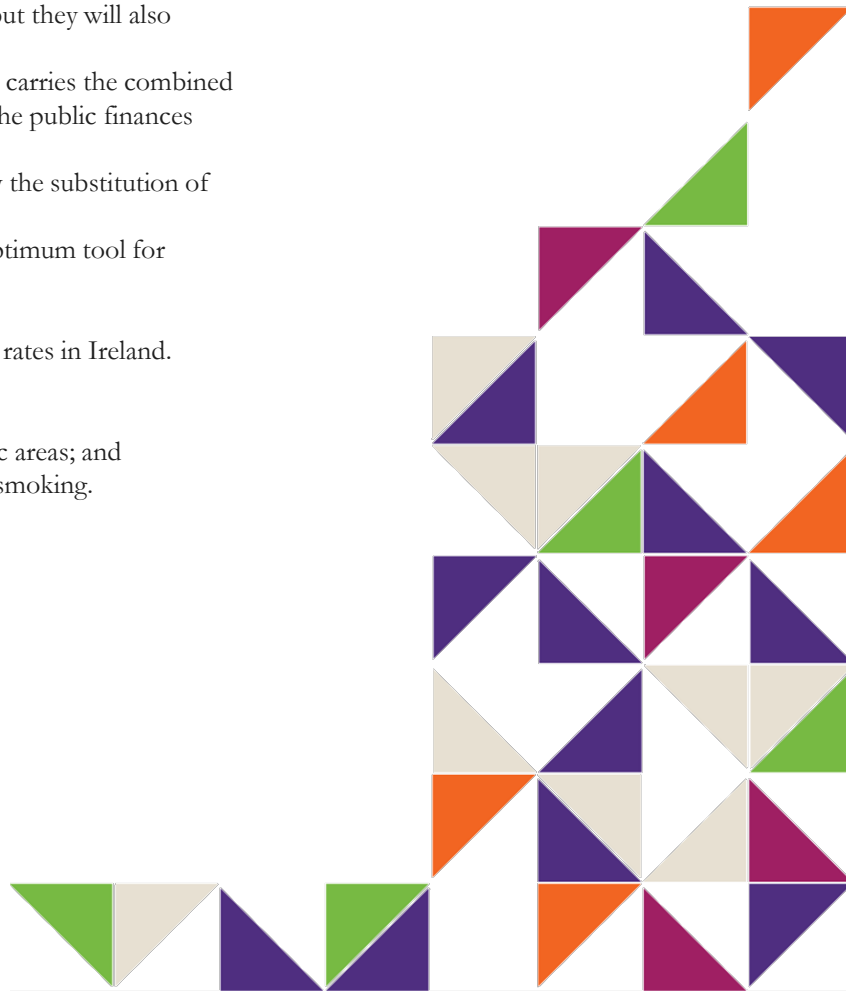 but they will also
carries the combined
he public finances
y the substitution of
ptimum tool for
rates in Ireland.
c areas; and
smoking.